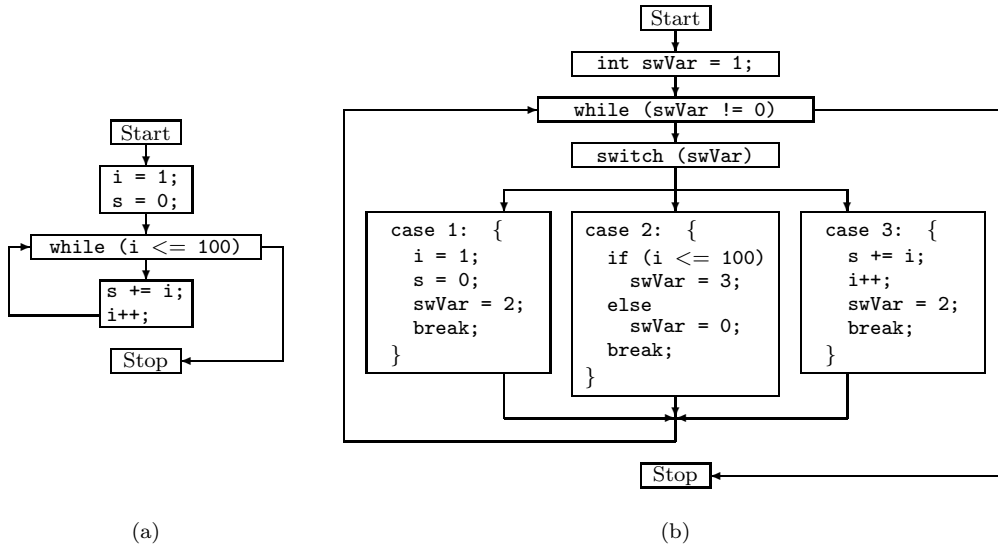 Start
i = 1;
s = 0;
while (i <= 100)
s += i;
i++;
Stop
(a)
Start
int swVar = 1;
while (swVar != 0)
switch (swVar)
case 1: {
i = 1;
s = 0;
swVar = 2;
break;
}
case 2: {
if (i <= 100)
swVar = 3;
else
swVar = 0;
break;
}
case 3: {
s += i;
i++;
swVar = 2;
break;
}
Stop
(b)